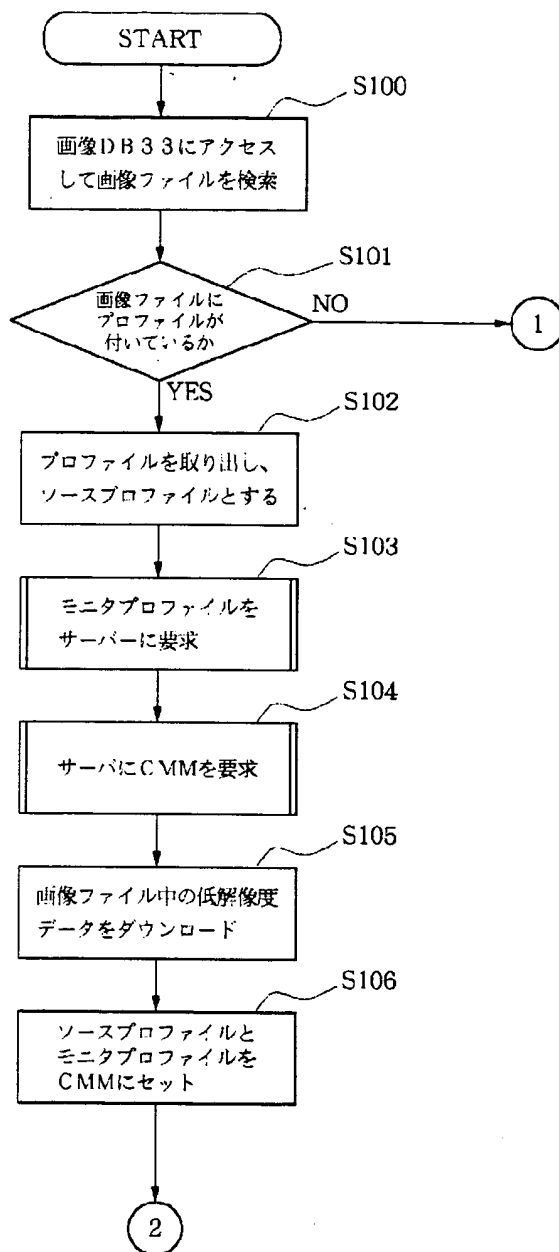 START
S100
画像DB33にアクセス
して画像ファイルを検索
S101
画像ファイルに
プロファイルが
付いているか
NO
1
YES
S102
プロファイルを取り出し、
ソースプロファイルとする
S103
モニタプロファイルを
サーバーに要求
S104
サーバにCMMを要求
S105
画像ファイル中の低解像度
データをダウンロード
S106
ソースプロファイルと
モニタプロファイルを
CMMにセット
2